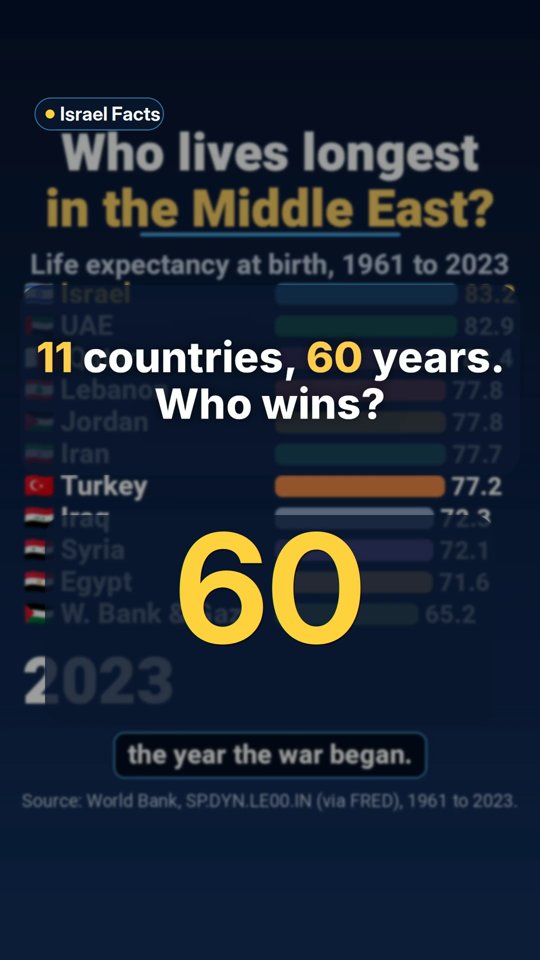 Israel Facts
Who lives longest
in the Middle East?
Life expectancy at birth, 1961 to 2023
Israel 83.2
UAE 82.9
11 countries, 60 years.
Who wins?
Lebanon 77.8
Jordan 77.8
Iran 77.7
Turkey 77.2
Iraq 72.3
Syria 72.1
60
Egypt 71.6
W. Bank & Gaz 65.2
2023
the year the war began.
Source: World Bank, SP.DYN.LE00.IN (via FRED), 1961 to 2023.